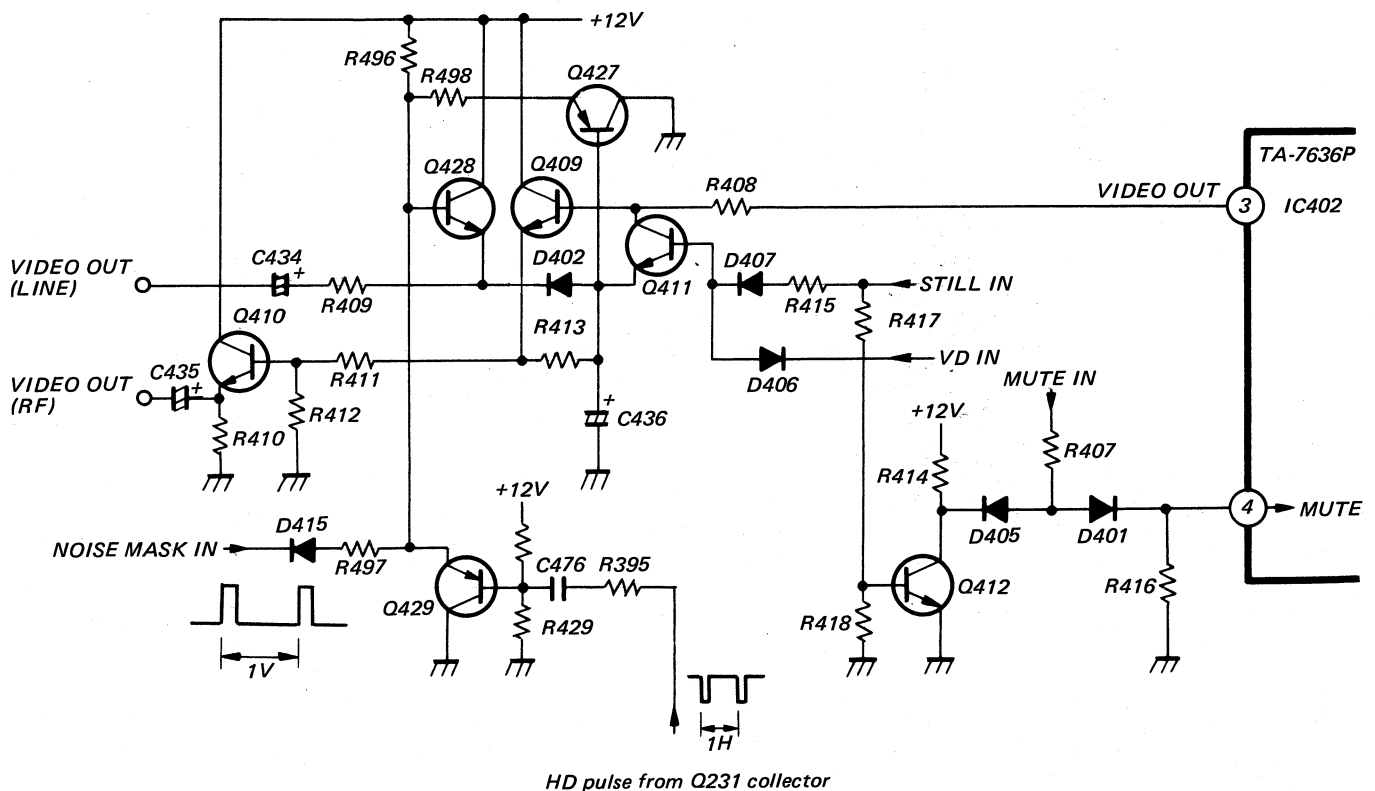 +12V
R496
R498
Q427
TA-7636P
Q428
Q409
R408
VIDEO OUT
3
IC402
VIDEO OUT
(LINE)
C434
+
R409
D402
Q411
D407
R415
STILL IN
R417
Q410
R413
VD IN
D406
VIDEO OUT
(RF)
C435
+
R411
R412
R410
+
C436
MUTE IN
+12V
R407
R414
+12V
D405
D401
4
MUTE
NOISE MASK IN
D415
R497
C476
R395
Q429
R429
Q412
R416
R418
1V
1H
HD pulse from Q231 collector